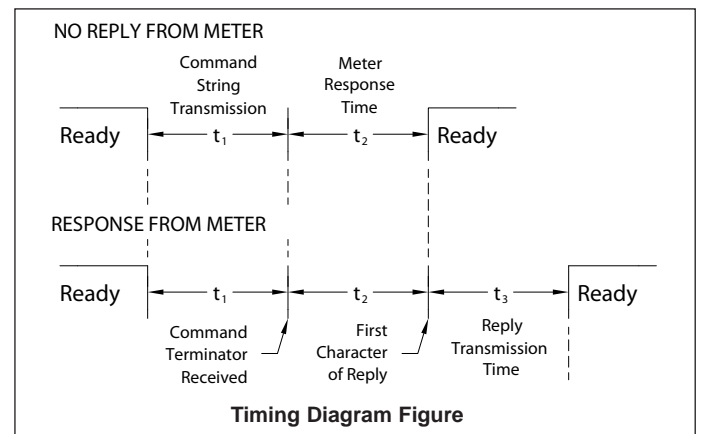 NO REPLY FROM METER
Command
String
Transmission
Meter
Response
Time
Ready
t₁
t₂
Ready
RESPONSE FROM METER
Ready
t₁
t₂
t₃
Ready
Command
Terminator
Received
First
Character
of Reply
Reply
Transmission
Time
Timing Diagram Figure